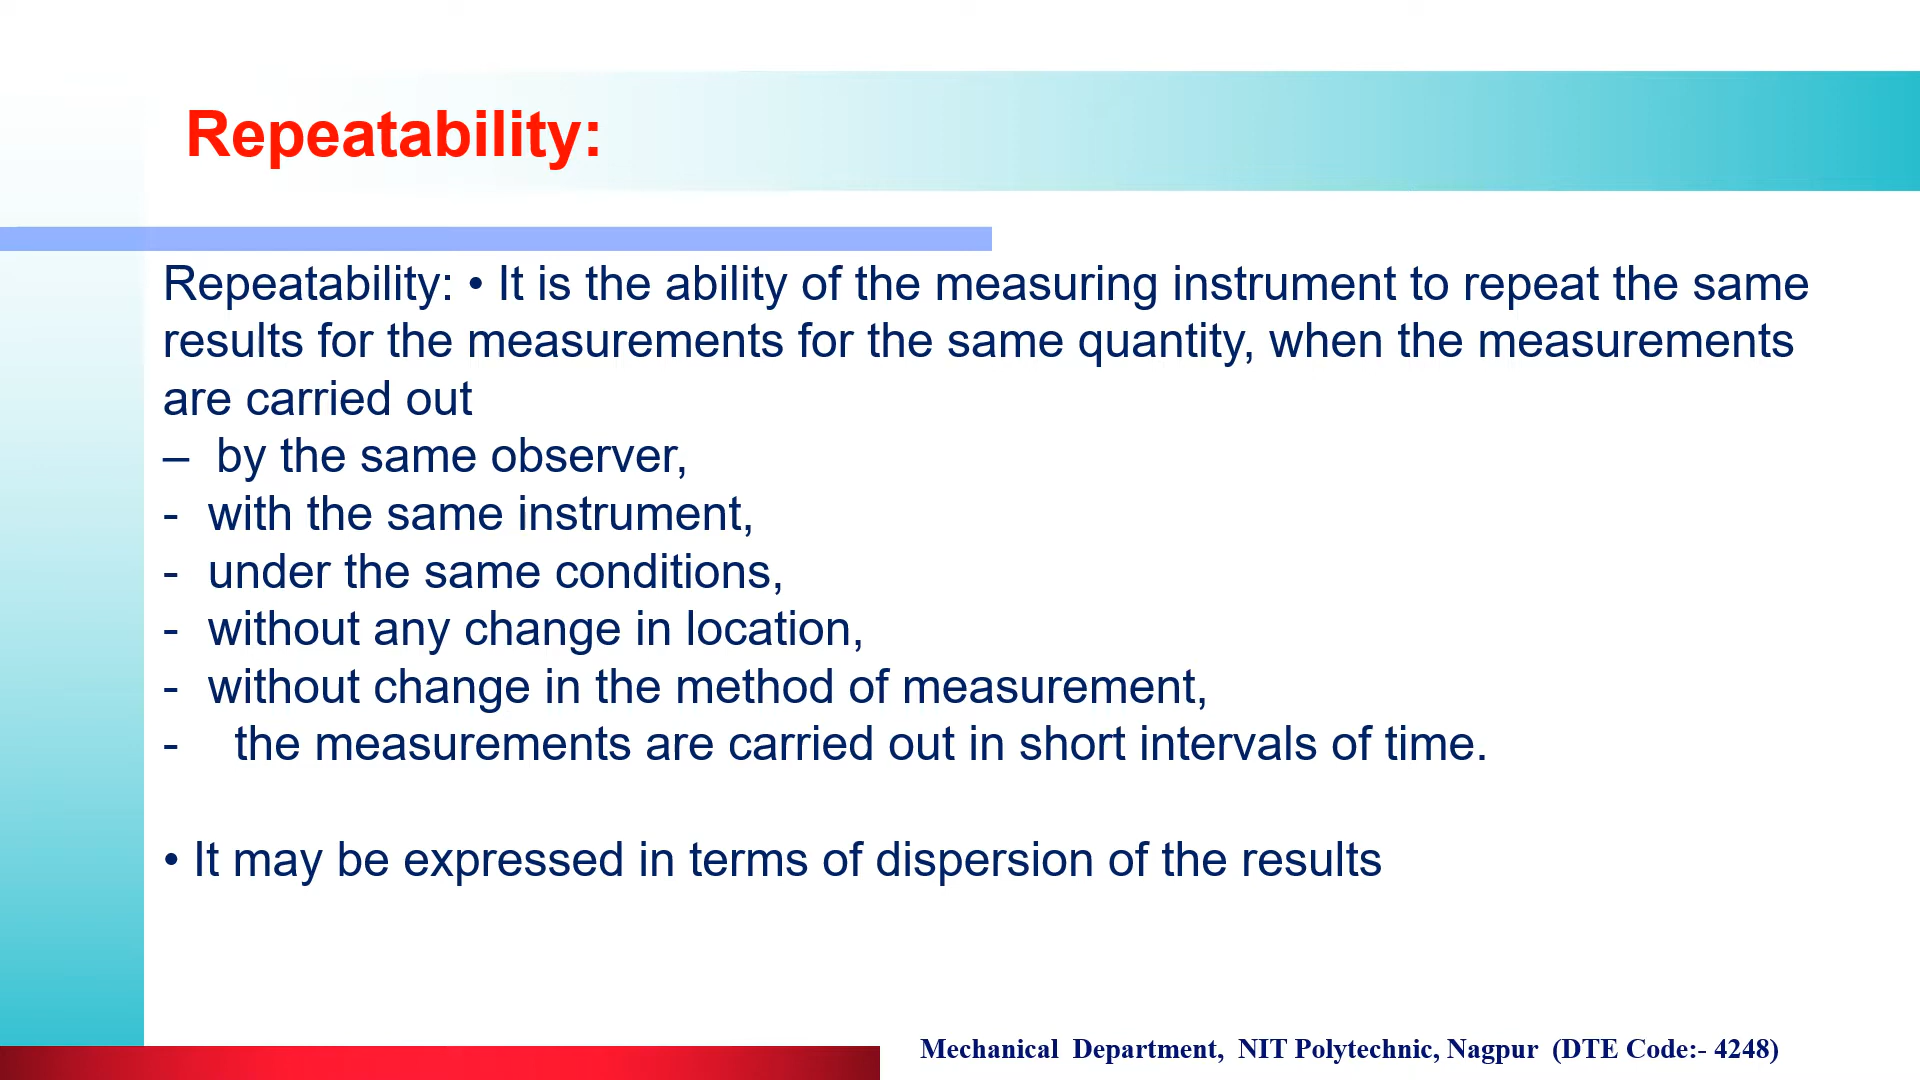 Repeatability:
Repeatability: • It is the ability of the measuring instrument to repeat the same
results for the measurements for the same quantity, when the measurements
are carried out
– by the same observer,
- with the same instrument,
- under the same conditions,
- without any change in location,
- without change in the method of measurement,
- the measurements are carried out in short intervals of time.
• It may be expressed in terms of dispersion of the results
Mechanical Department, NIT Polytechnic, Nagpur (DTE Code:- 4248)